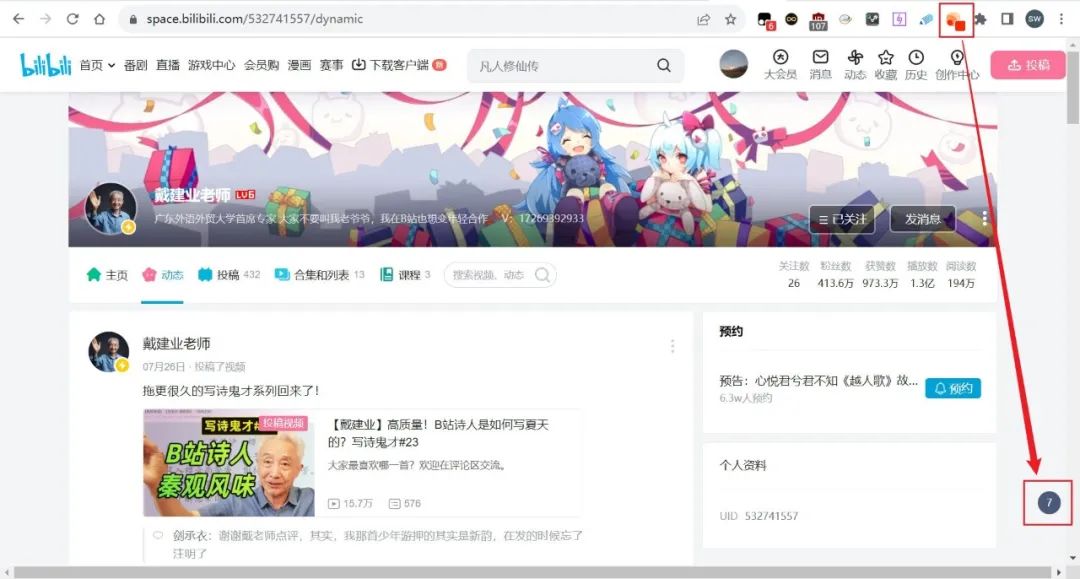 space.bilibili.com/532741557/dynamic
6
107
SW
bilibili 首页 番剧 直播 游戏中心 会员购 漫画 赛事 下载客户端 新
凡人修仙传
大会员 消息 动态 收藏 历史 创作中心
投稿
戴建业老师 LV6
广东外语外贸大学首席专家 大家不要叫我老爷爷，我在B站也想变年轻合作 V：17269392933
已关注 发消息
主页 动态 投稿 432 合集和列表 13 课程 3
搜索视频、动态
关注数 粉丝数 获赞数 播放数 阅读数
26 413.6万 973.3万 1.3亿 194万
戴建业老师
07月26日 · 投稿了视频
拖更很久的写诗鬼才系列回来了！
写诗鬼才#
投稿视频
B站诗人
秦观风味
【戴建业】高质量！B站诗人是如何写夏天
的？写诗鬼才#23
大家最喜欢哪一首？欢迎在评论区交流。
15.7万 576
剑承衣：谢谢戴老师点评，其实，我那首少年游押的其实是新韵，在发的时候忘了
注明了
预约
预告：心悦君兮君不知《越人歌》故...
6.3w人预约
预约
个人资料
UID 532741557
7